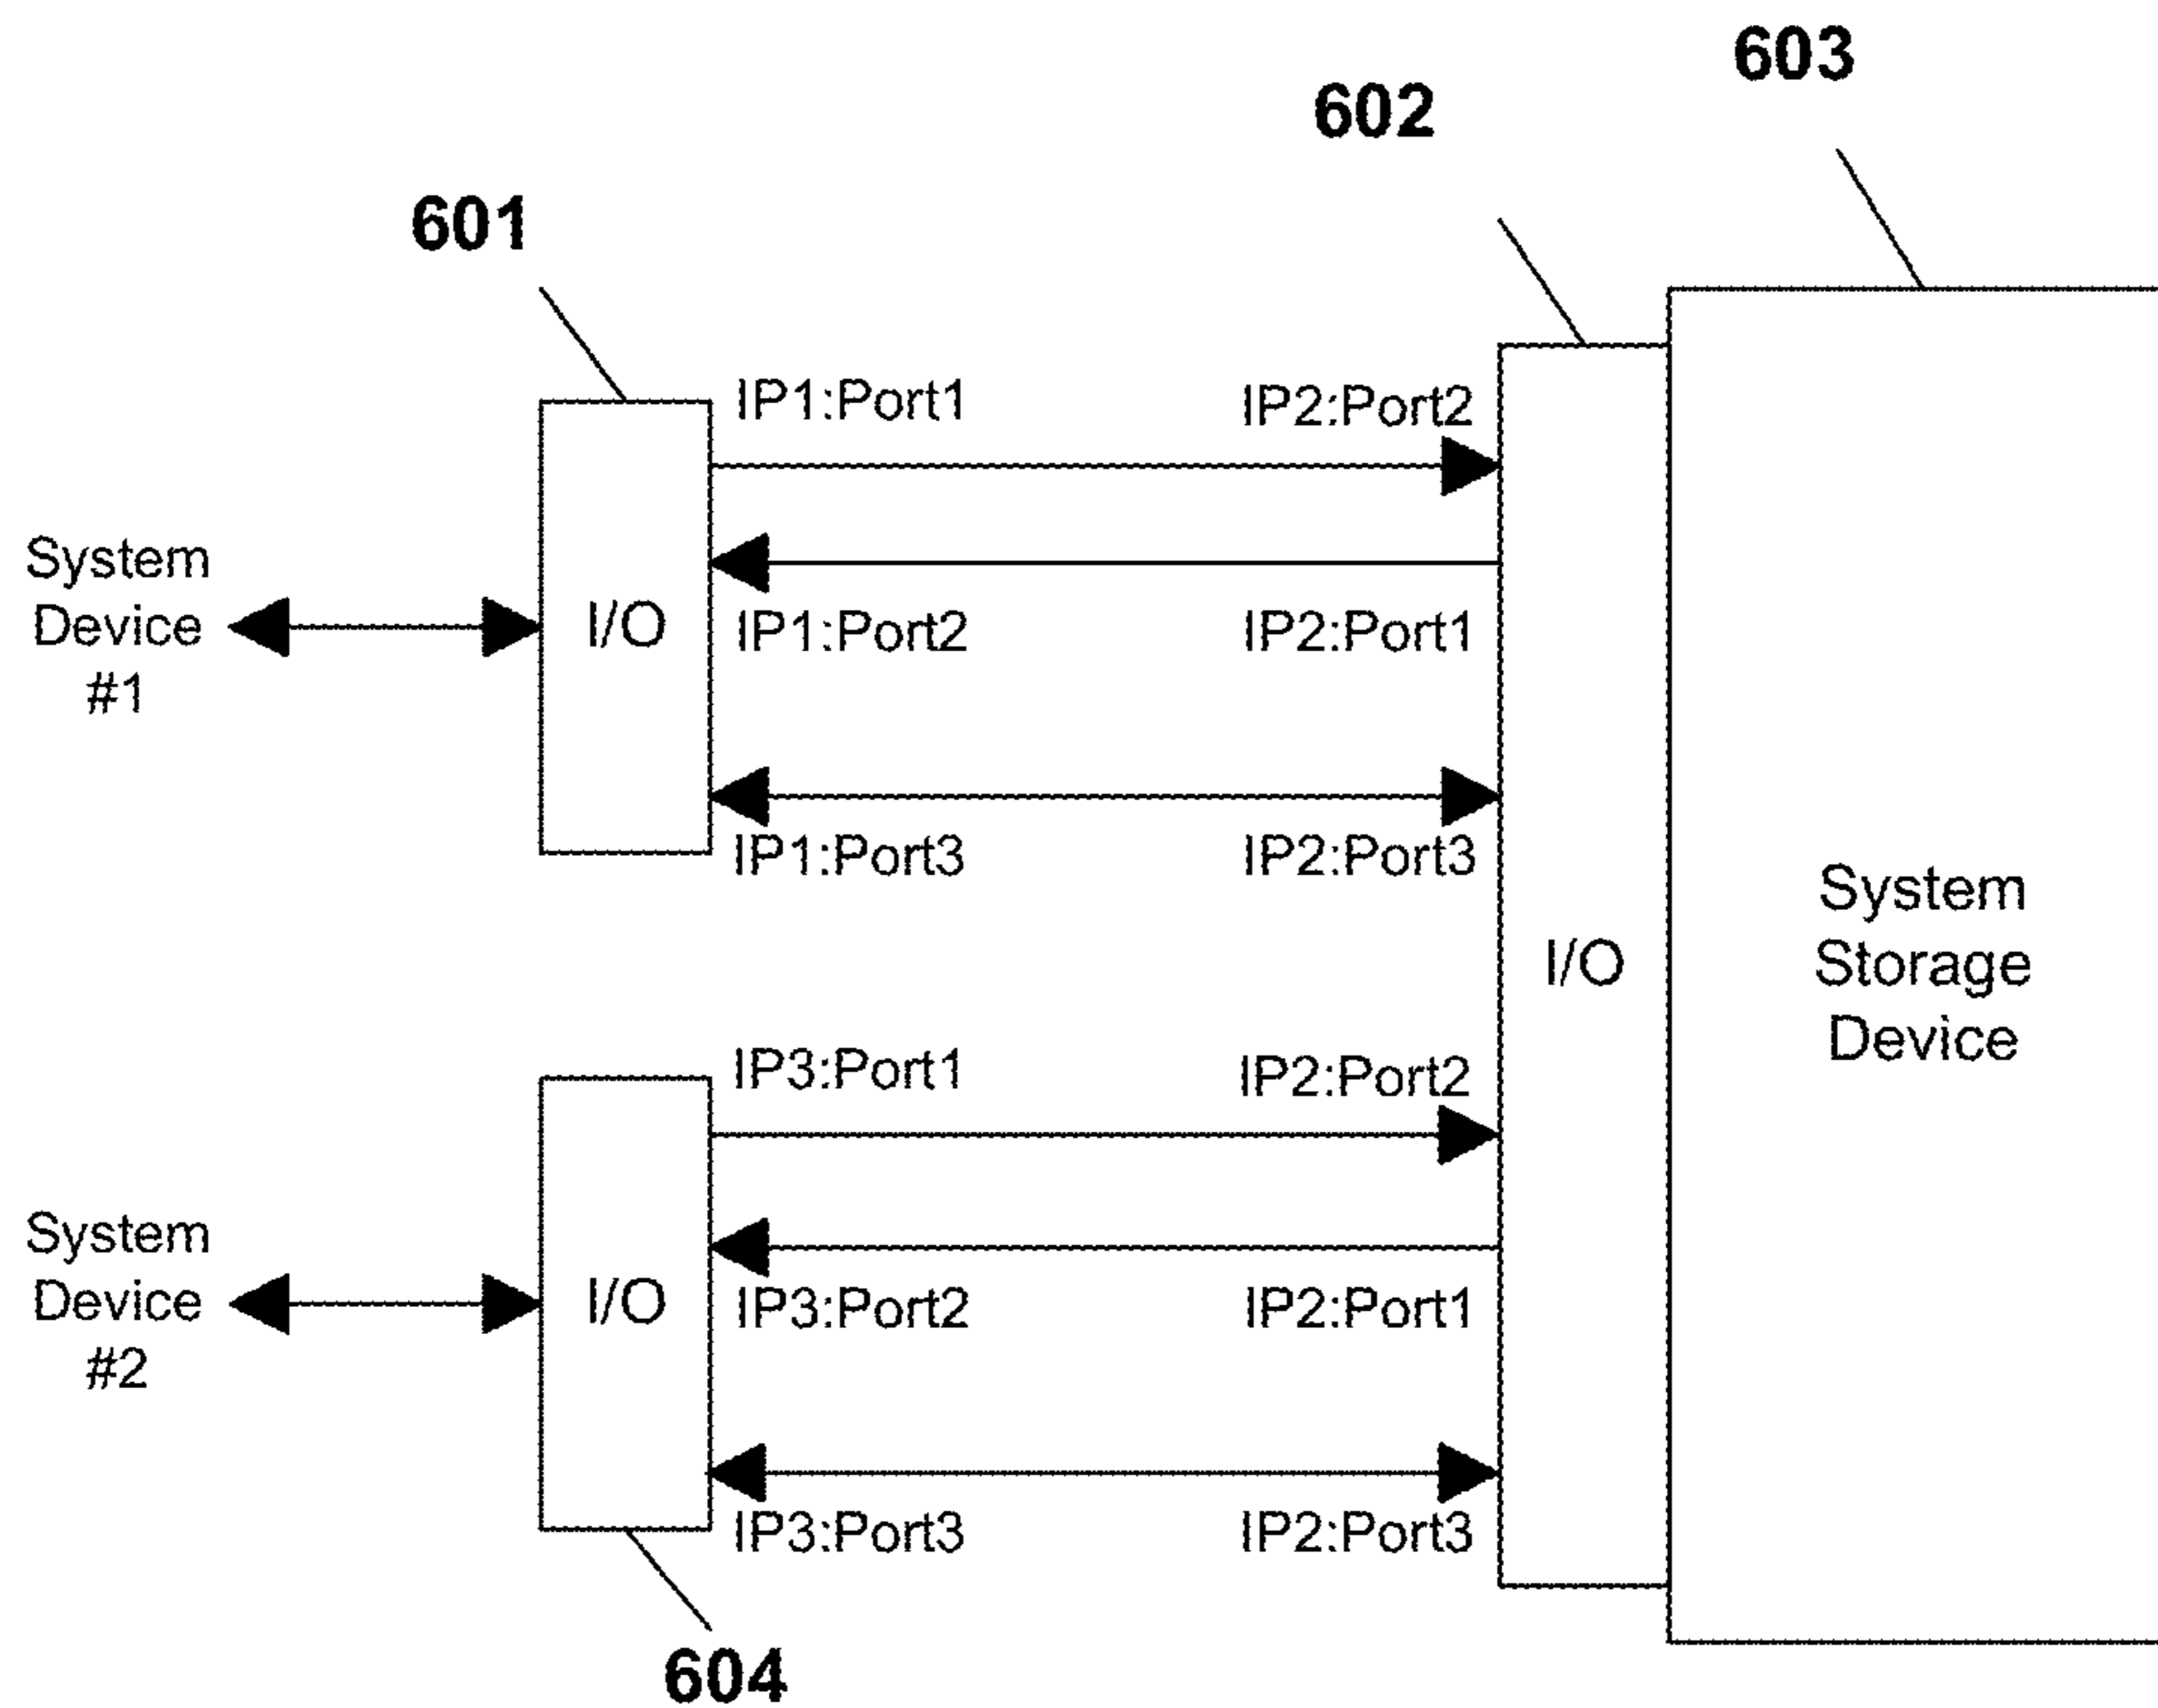 603
602
601
IP1:Port1
IP2:Port2
System
Device
#1
I/O
IP1:Port2
IP2:Port1
IP1:Port3
IP2:Port3
System
Storage
Device
I/O
IP3:Port1
IP2:Port2
System
Device
#2
I/O
IP3:Port2
IP2:Port1
IP3:Port3
IP2:Port3
604